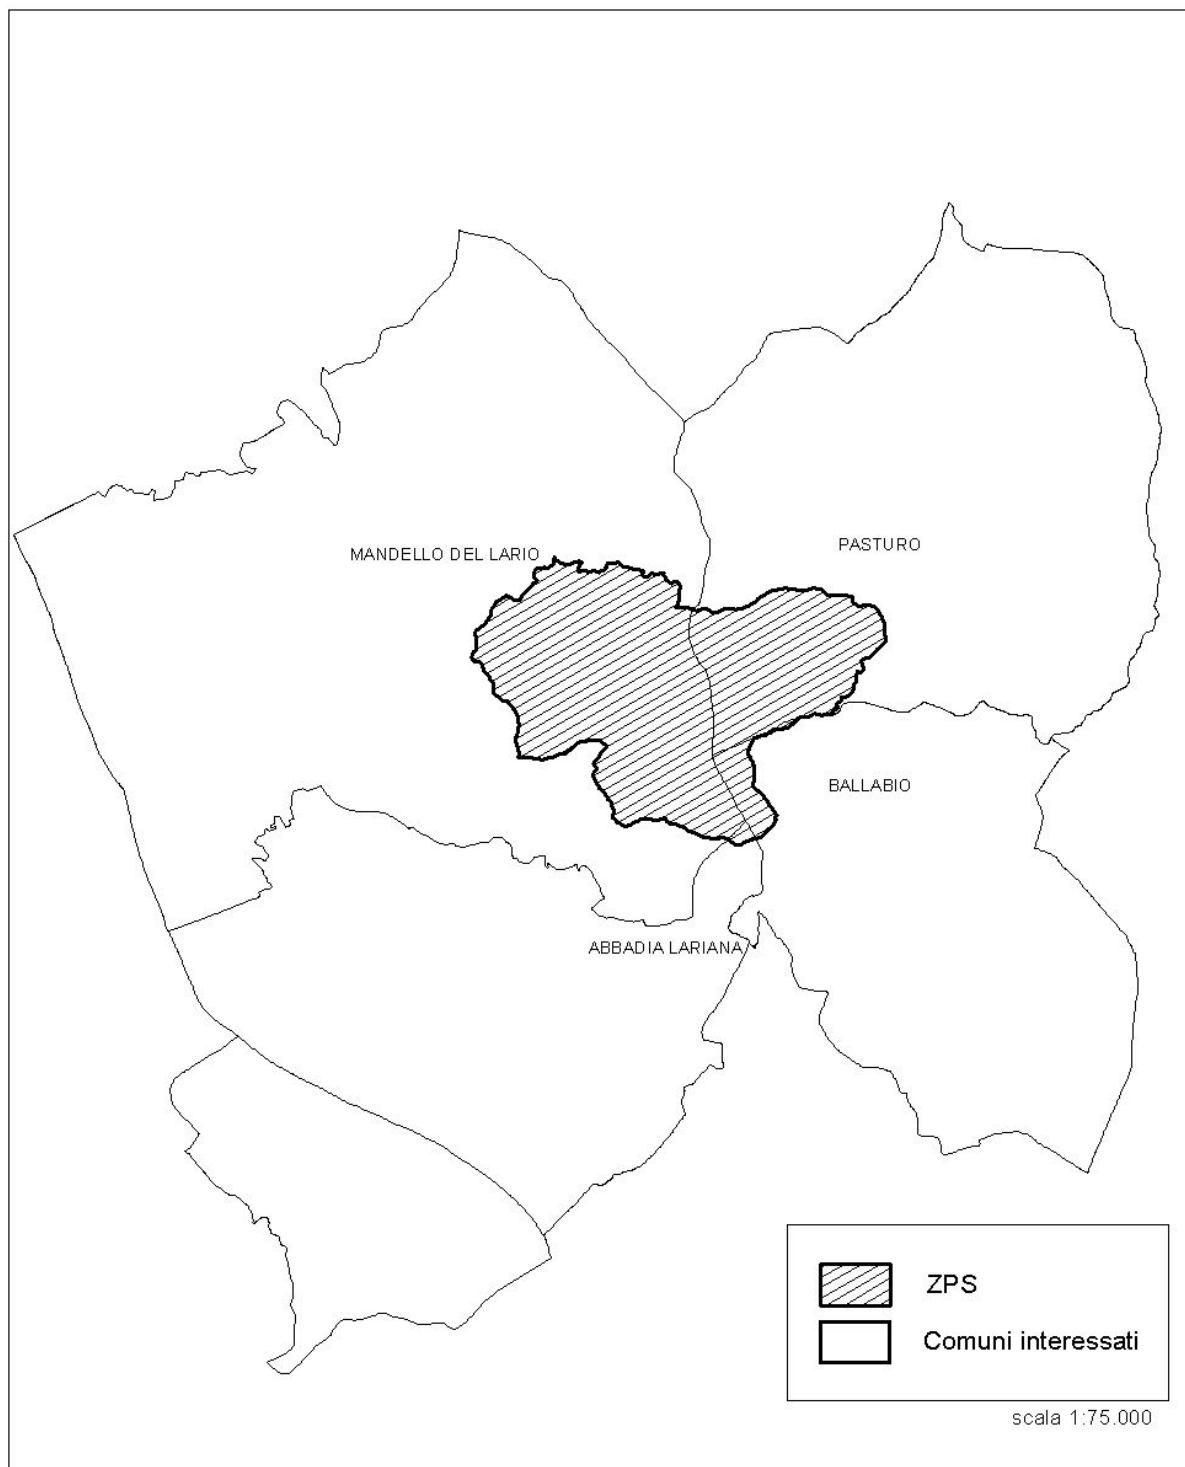 PASTURO
MANDELLO DEL LARIO
BALLABIO
ABBADIA LARIANA
ZPS
Comuni interessati
scala 1:75.000